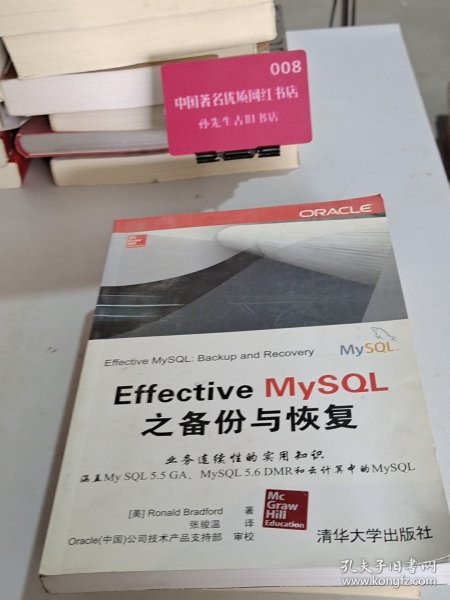 008
中国著名优质网红书店
孙先生古旧书店
ORACLE
Effective MySQL: Backup and Recovery
MySQL
Effective MySQL
之备份与恢复
业务连续性的实用知识
涵盖My SQL 5.5 GA、MySQL 5.6 DMR和云计算中的MySQL
[美] Ronald Bradford 著
张骏温 译
Oracle(中国)公司技术产品支持部 审校
Mc
Graw
Hill
Education
清华大学出版社
孔夫子旧书网